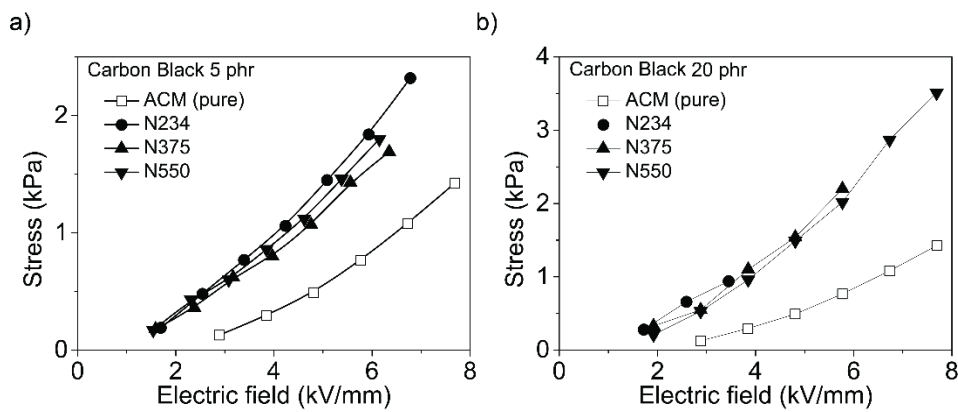 a)
Carbon Black 5 phr
ACM (pure)
N234
N375
N550
Stress (kPa)
2
1
0
0 2 4 6 8
Electric field (kV/mm)
b)
Carbon Black 20 phr
ACM (pure)
N234
N375
N550
Stress (kPa)
4
3
2
1
0
0 2 4 6 8
Electric field (kV/mm)